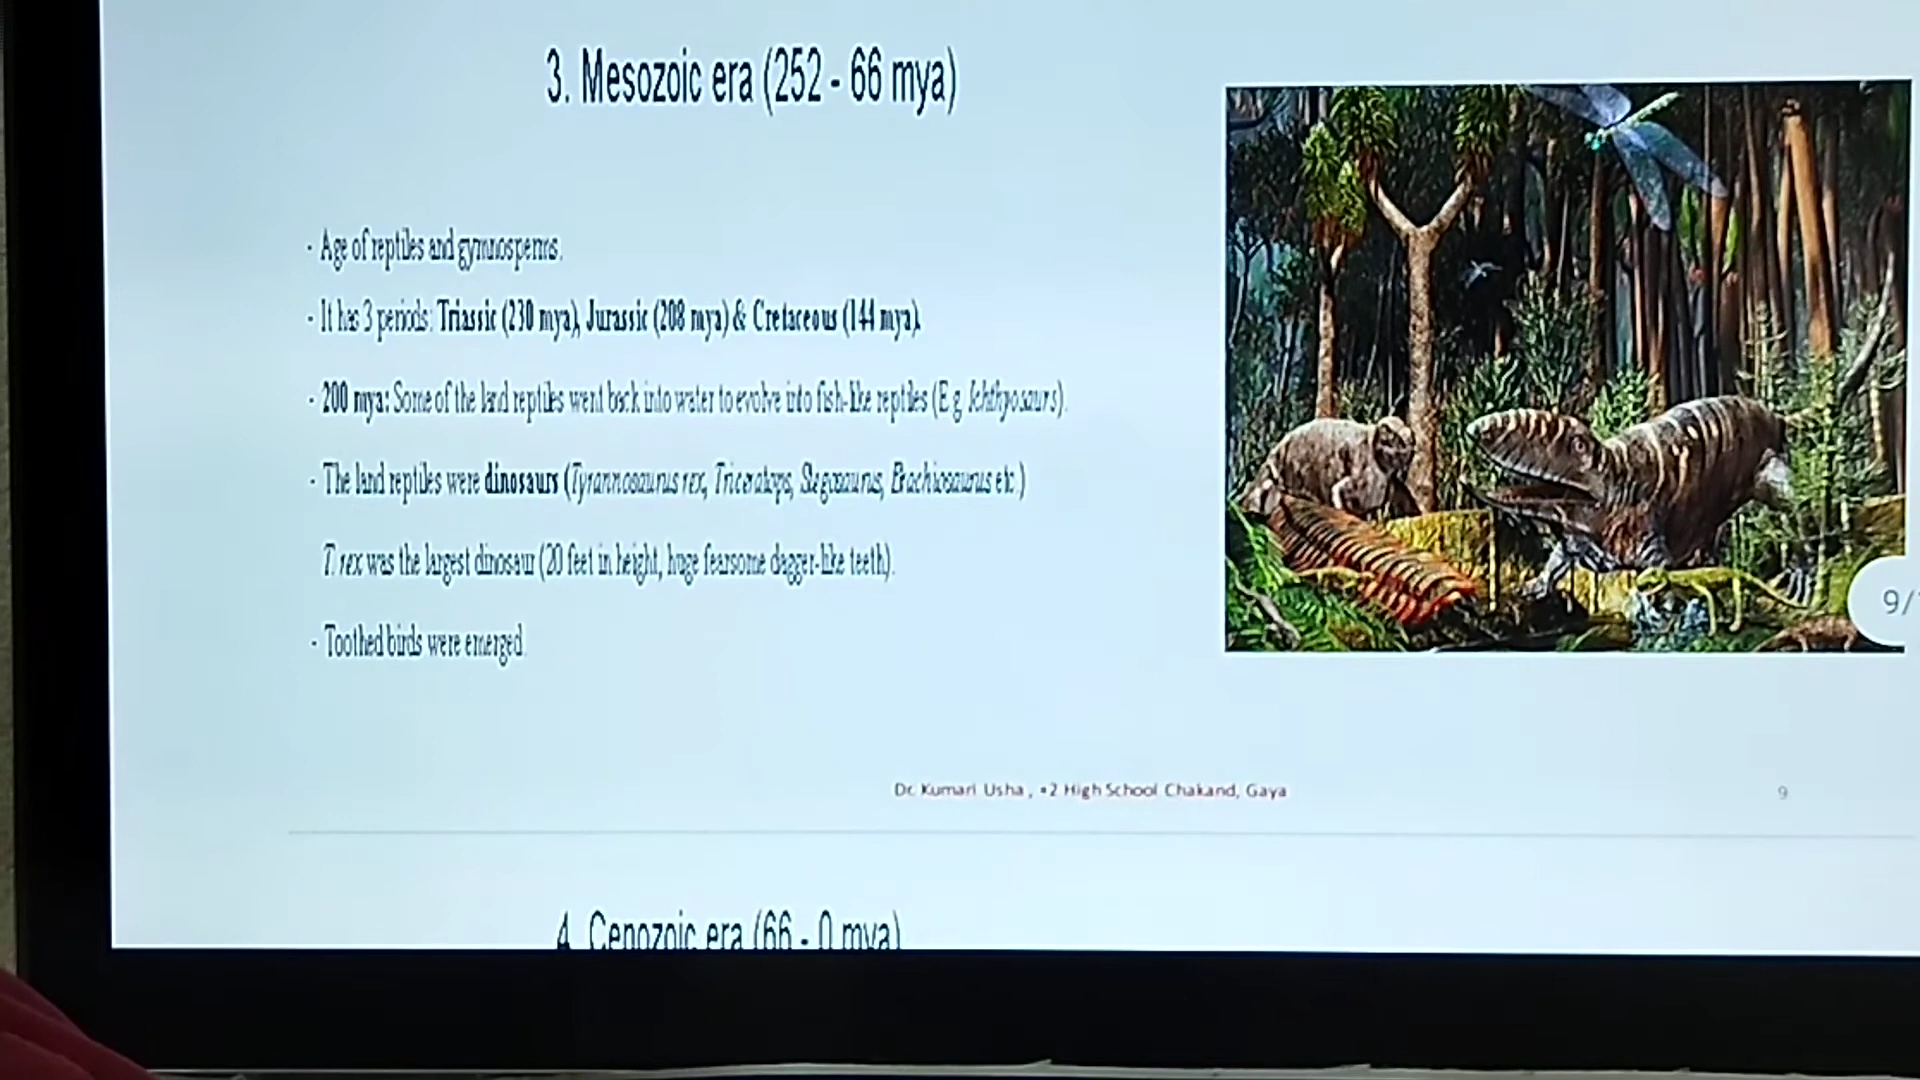 3. Mesozoic era (252 - 66 mya)
- Age of reptiles and gymnosperms.
- It has 3 periods: Triassic (230 mya), Jurassic (208 mya) & Cretaceous (144 mya).
- 200 mya: Some of the land reptiles went back into water to evolve into fish-like reptiles (E.g. Ichthyosaurs).
- The land reptiles were dinosaurs (Tyrannosaurus rex, Triceratops, Stegosaurus, Brachiosaurus etc.)
T. rex was the largest dinosaur (20 feet in height, huge fearsome dagger-like teeth).
- Toothed birds were emerged.
9/
Dr. Kumari Usha , +2 High School Chakand, Gaya
9
4. Cenozoic era (66 - 0 mya)